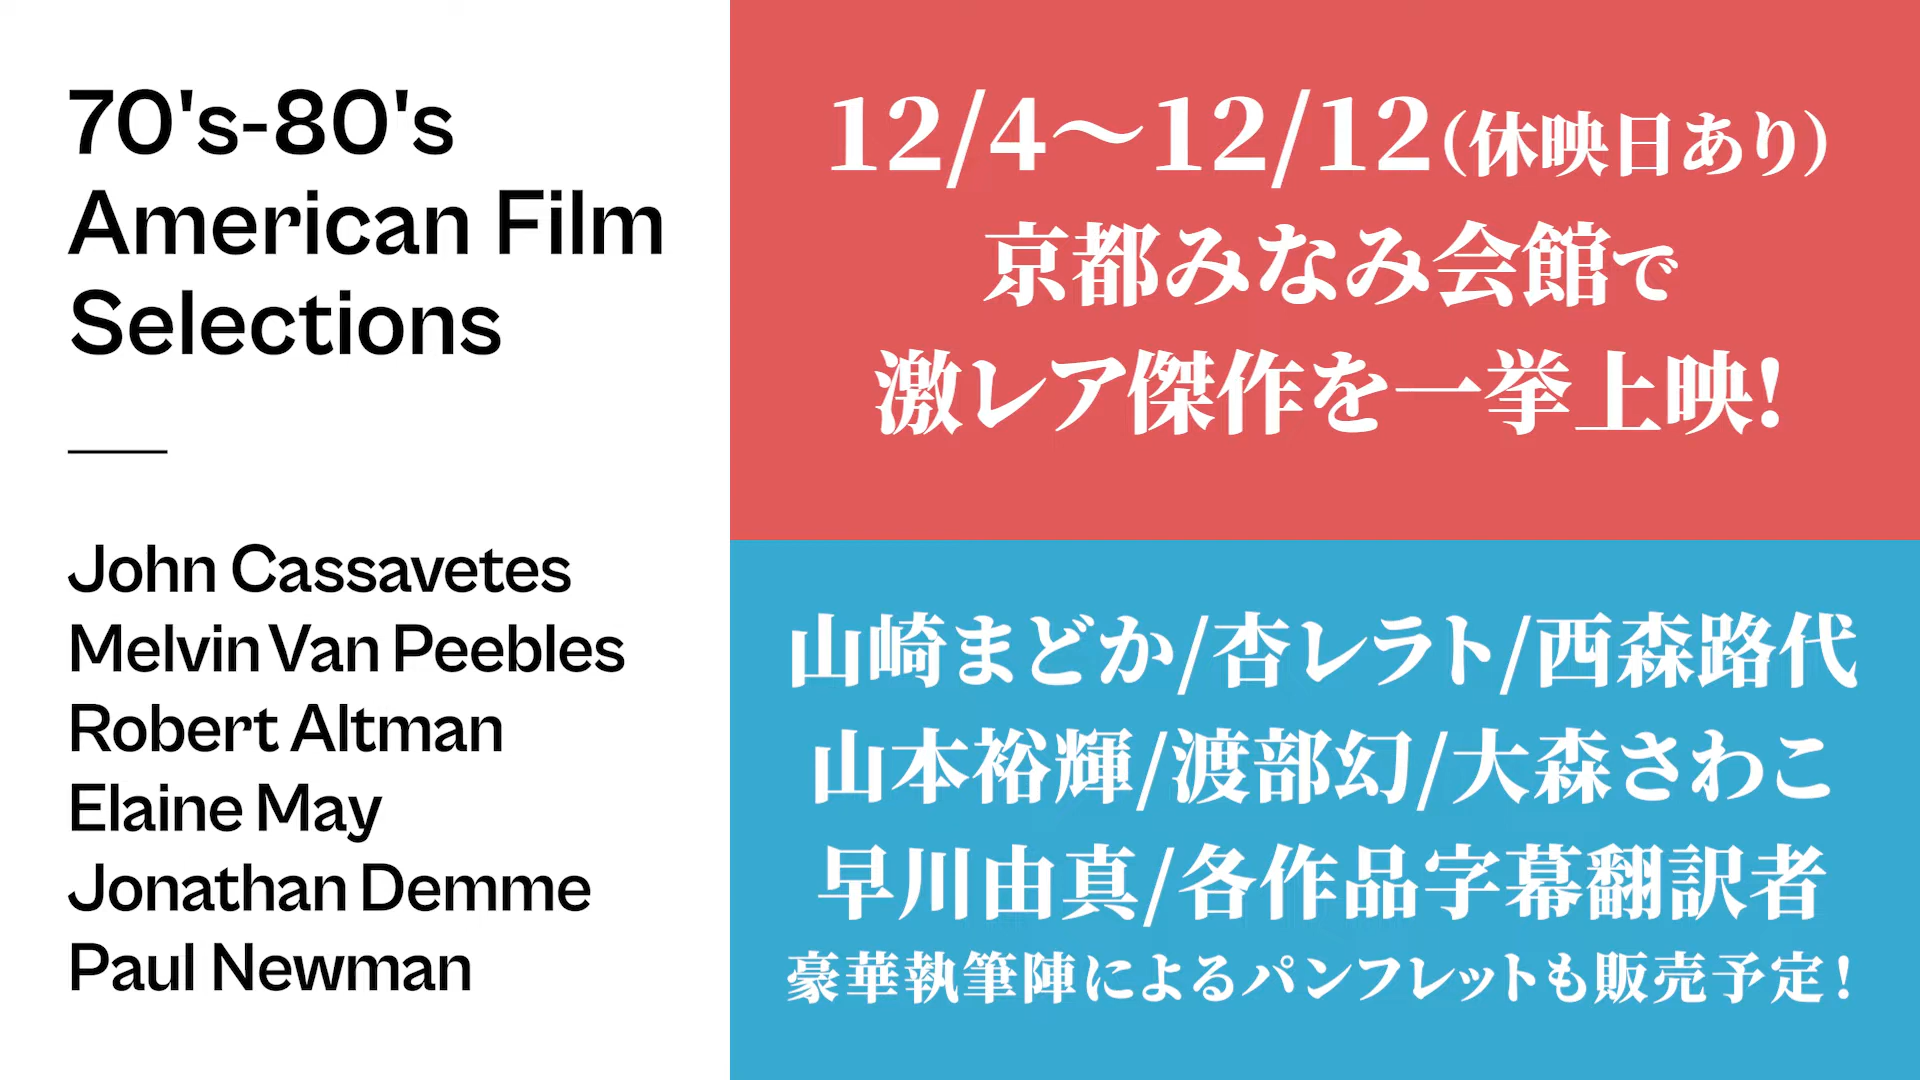 70's-80's
American Film
Selections
John Cassavetes
Melvin Van Peebles
Robert Altman
Elaine May
Jonathan Demme
Paul Newman
12/4〜12/12(休映日あり)
京都みなみ会館で
激レア傑作を一挙上映!
山崎まどか/杏レラト/西森路代
山本裕輝/渡部幻/大森さわこ
早川由真/各作品字幕翻訳者
豪華執筆陣によるパンフレットも販売予定!